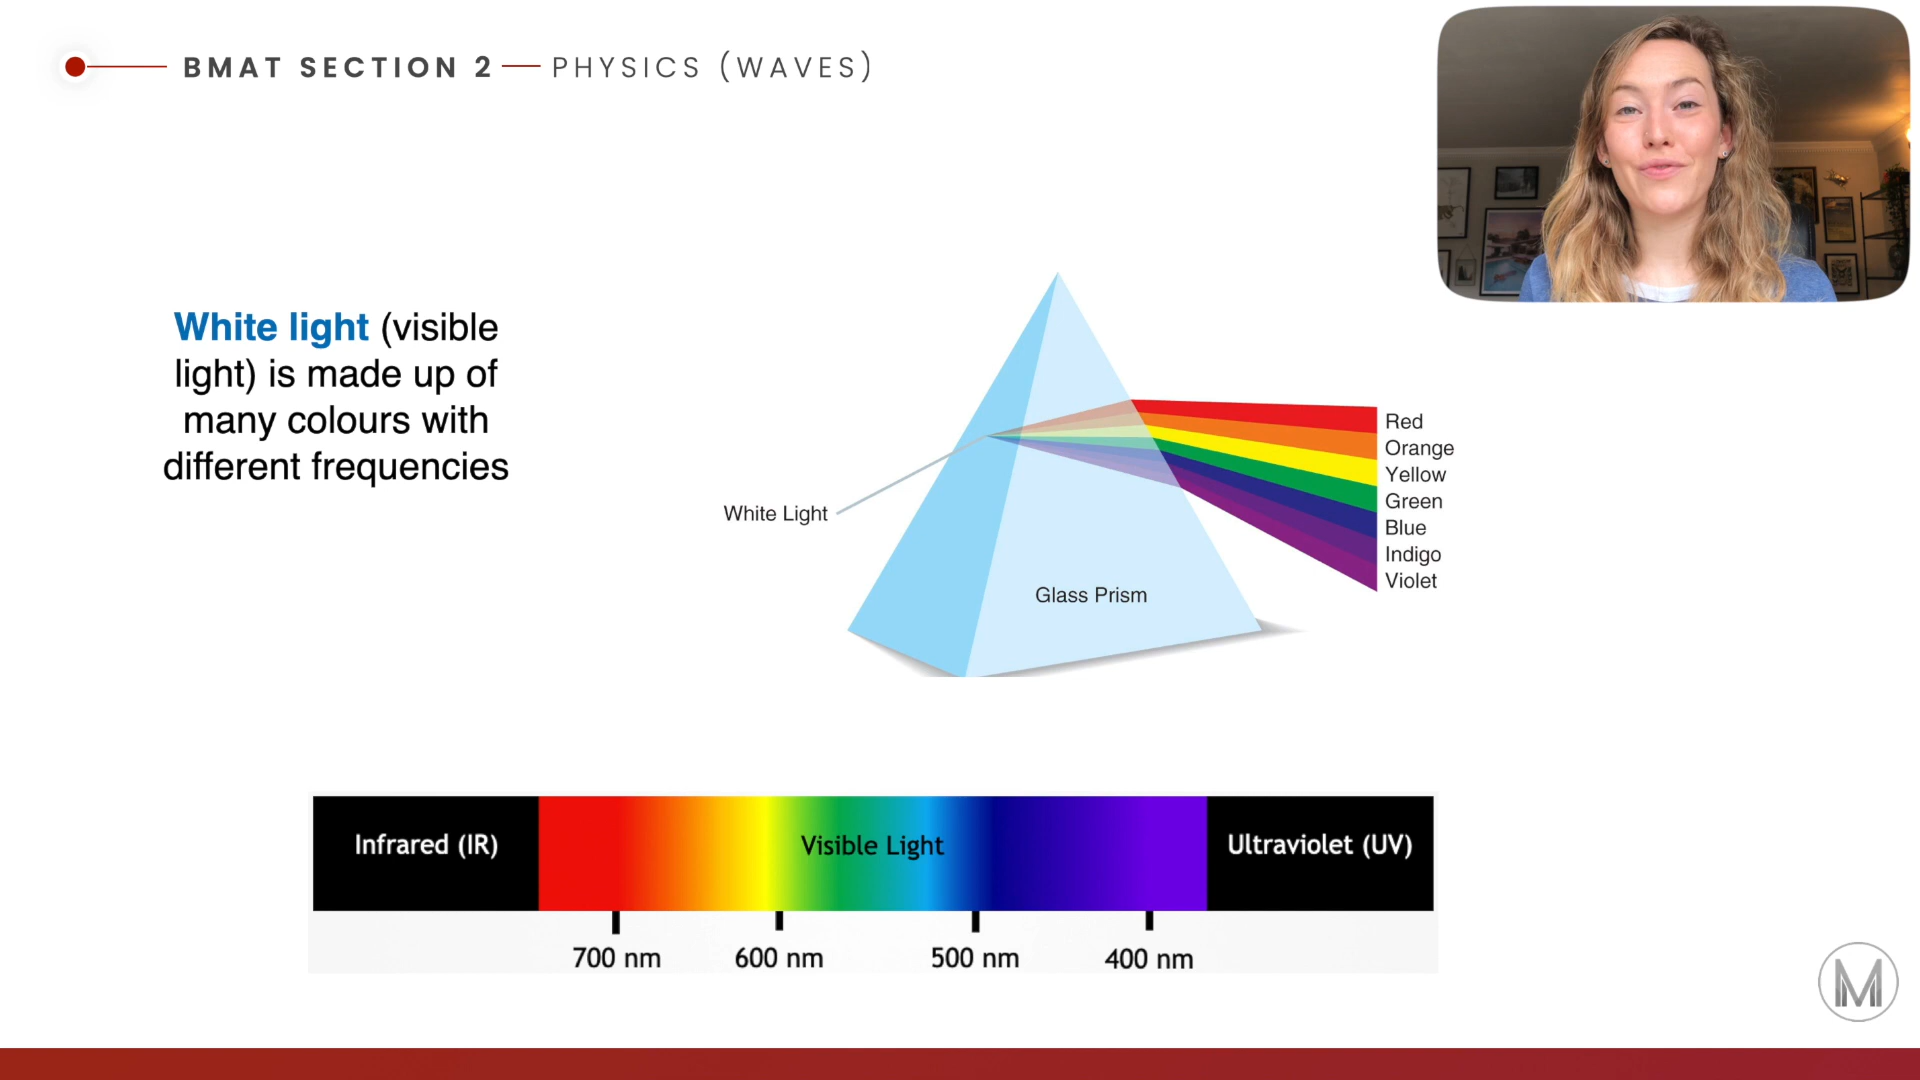 BMAT SECTION 2 — PHYSICS (WAVES)
White light (visible
light) is made up of
many colours with
different frequencies
White Light
Glass Prism
Red
Orange
Yellow
Green
Blue
Indigo
Violet
Infrared (IR)
Visible Light
Ultraviolet (UV)
700 nm
600 nm
500 nm
400 nm
M